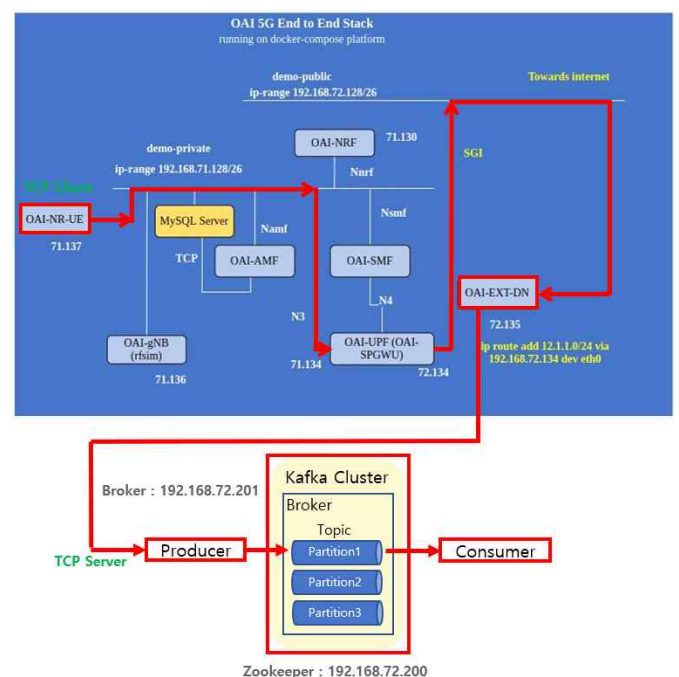 OAI 5G End to End Stack
running on docker-compose platform
demo-public
ip-range 192.168.72.128/26
Towards internet
OAI-NRF
71.130
demo-private
ip-range 192.168.71.128/26
Nnrf
SGI
TCP Client
OAI-NR-UE
71.137
MySQL Server
Namf
Nsmf
TCP
OAI-AMF
OAI-SMF
OAI-EXT-DN
72.135
N4
N3
OAI-gNB
(rfsim)
71.136
71.134
OAI-UPF (OAI-
SPGWU)
72.134
ip route add 12.1.1.0/24 via
192.168.72.134 dev eth0
Kafka Cluster
Broker : 192.168.72.201
Broker
Topic
TCP Server
Producer
Partition1
Consumer
Partition2
Partition3
Zookeeper : 192.168.72.200